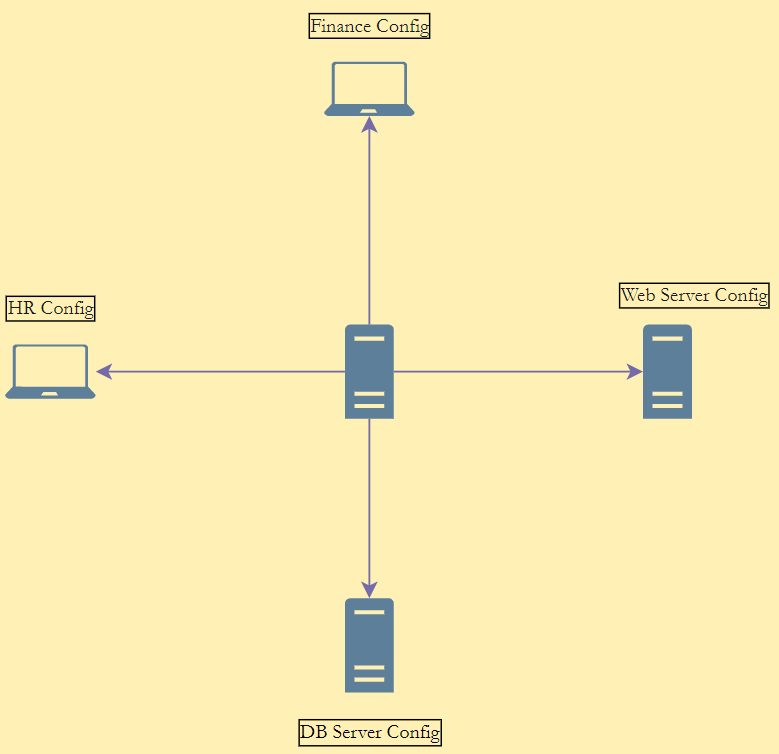 Finance Config
HR Config
Web Server Config
DB Server Config